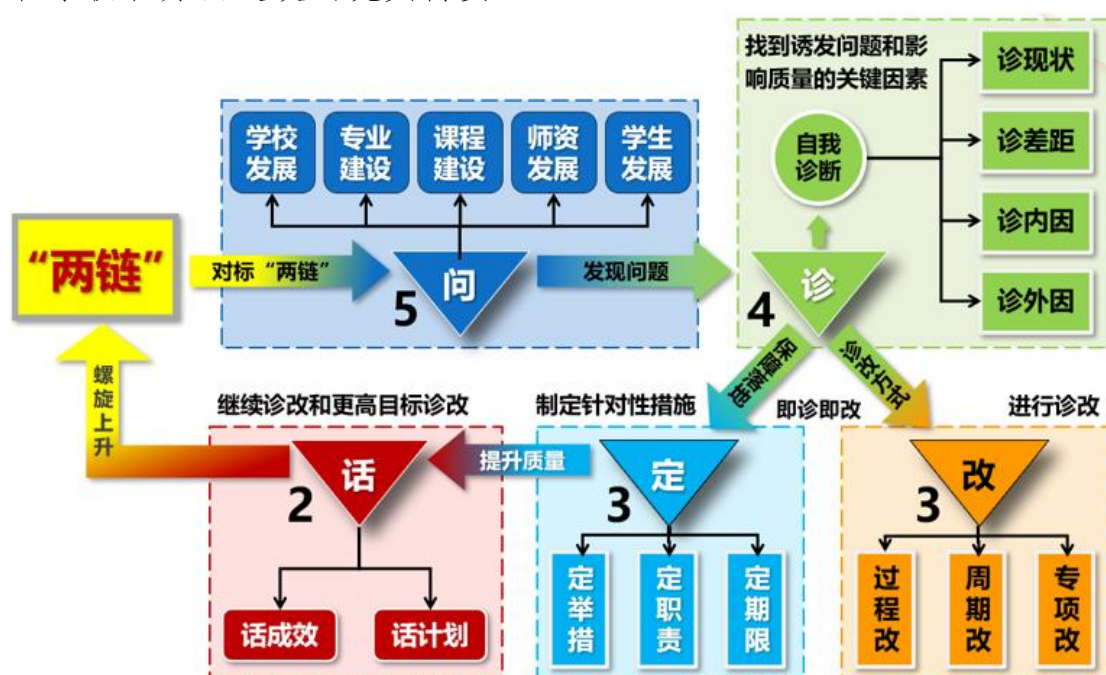 找到诱发问题和影
响质量的关键因素
诊现状
诊差距
诊内因
诊外因
自我
诊断
学校
发展
专业
建设
课程
建设
师资
发展
学生
发展
“两链”
对标“两链”
问
5
发现问题
诊
4
保障落地
诊改方式
即诊即改
螺旋上升
继续诊改和更高目标诊改
制定针对性措施
进行诊改
话
2
提升质量
定
3
改
3
话成效
话计划
定举措
定职责
定期限
过程改
周期改
专项改